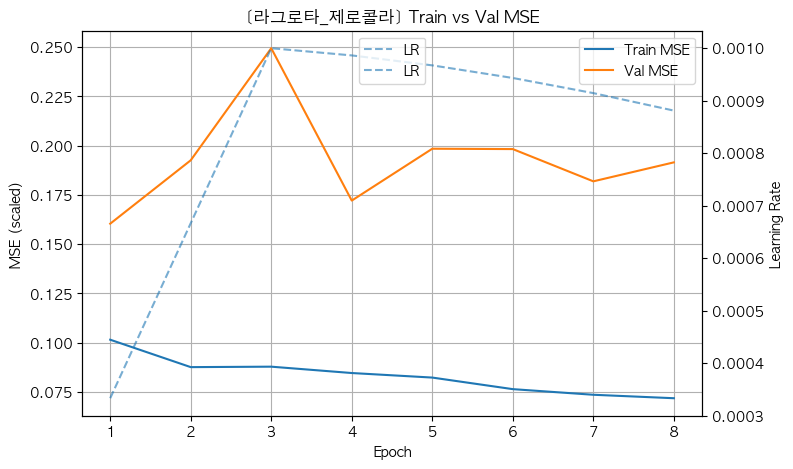 [라그로타_제로콜라] Train vs Val MSE
MSE (scaled)
0.250
0.225
0.200
0.175
0.150
0.125
0.100
0.075
LR
LR
Train MSE
Val MSE
0.0010
0.0009
0.0008
0.0007
0.0006
0.0005
0.0004
0.0003
Learning Rate
1 2 3 4 5 6 7 8
Epoch